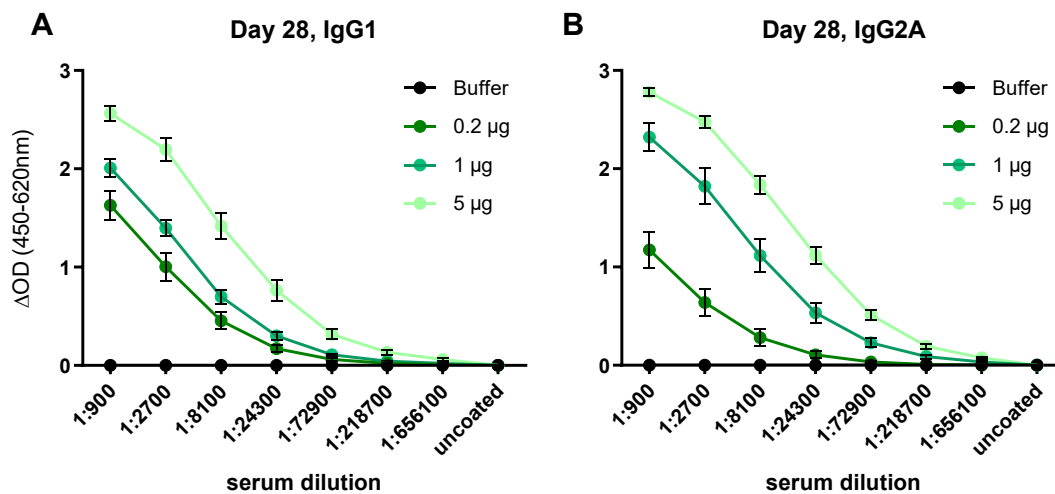 A
Day 28, IgG1
ΔOD (450-620nm)
3
2
1
0
Buffer
0.2 µg
1 µg
5 µg
1:900
1:2700
1:8100
1:24300
1:72900
1:218700
1:656100
uncoated
serum dilution
B
Day 28, IgG2A
3
2
1
0
Buffer
0.2 µg
1 µg
5 µg
1:900
1:2700
1:8100
1:24300
1:72900
1:218700
1:656100
uncoated
serum dilution